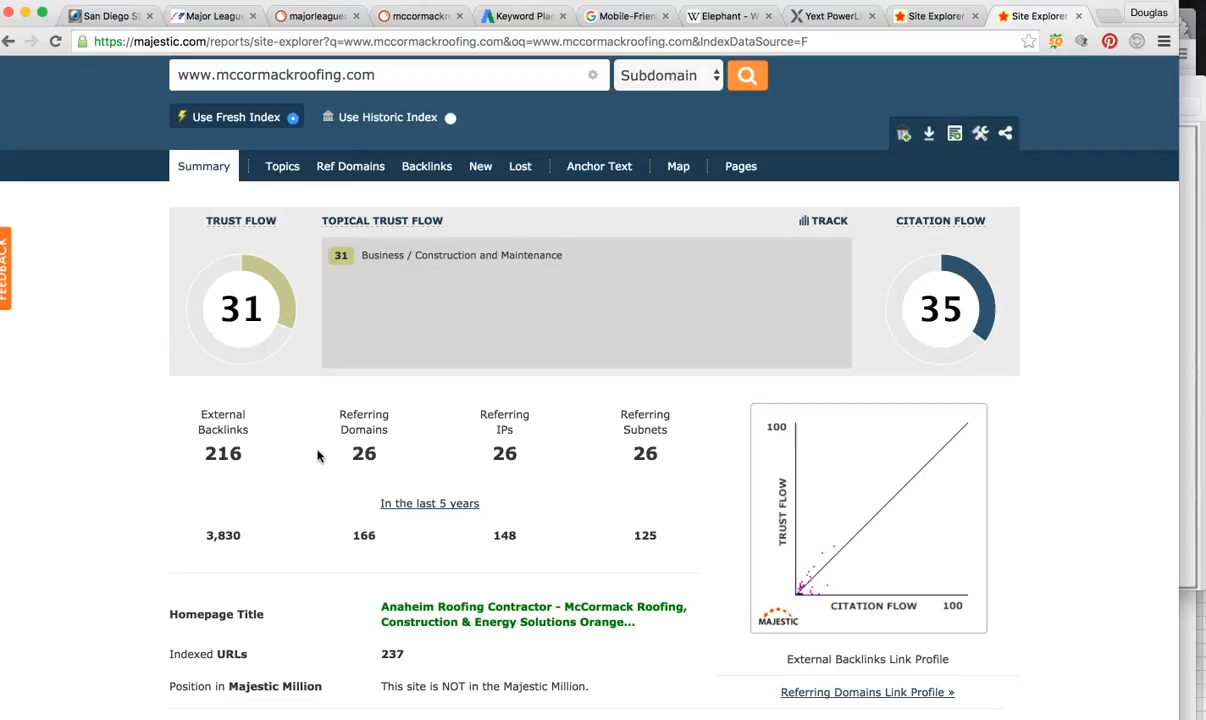 San Diego S
Major Leagu
majorleaguer
mccormackr
Keyword Plan
Mobile-Frien
Elephant - W
Yext PowerLi
Site Explorer
Site Explorer
Douglas
https://majestic.com/reports/site-explorer?q=www.mccormackroofing.com&oq=www.mccormackroofing.com&IndexDataSource=F
www.mccormackroofing.com
Subdomain
Use Fresh Index
Use Historic Index
Summary
Topics
Ref Domains
Backlinks
New
Lost
Anchor Text
Map
Pages
FEEDBACK
TRUST FLOW
TOPICAL TRUST FLOW
TRACK
CITATION FLOW
31
31 Business / Construction and Maintenance
35
External Backlinks
Referring Domains
Referring IPs
Referring Subnets
216
26
26
26
In the last 5 years
3,830
166
148
125
100
TRUST FLOW
CITATION FLOW
100
MAJESTIC
External Backlinks Link Profile
Referring Domains Link Profile »
Homepage Title
Anaheim Roofing Contractor - McCormack Roofing,
Construction & Energy Solutions Orange...
Indexed URLs
237
Position in Majestic Million
This site is NOT in the Majestic Million.